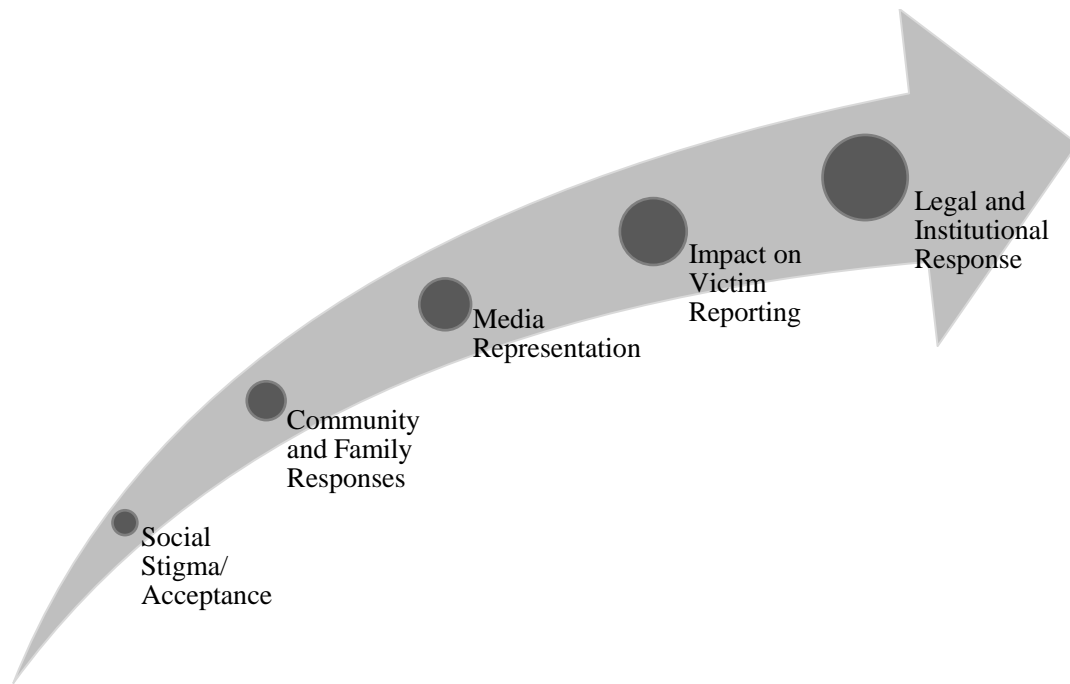 Social
Stigma/
Acceptance
Community
and Family
Responses
Media
Representation
Impact on
Victim
Reporting
Legal and
Institutional
Response